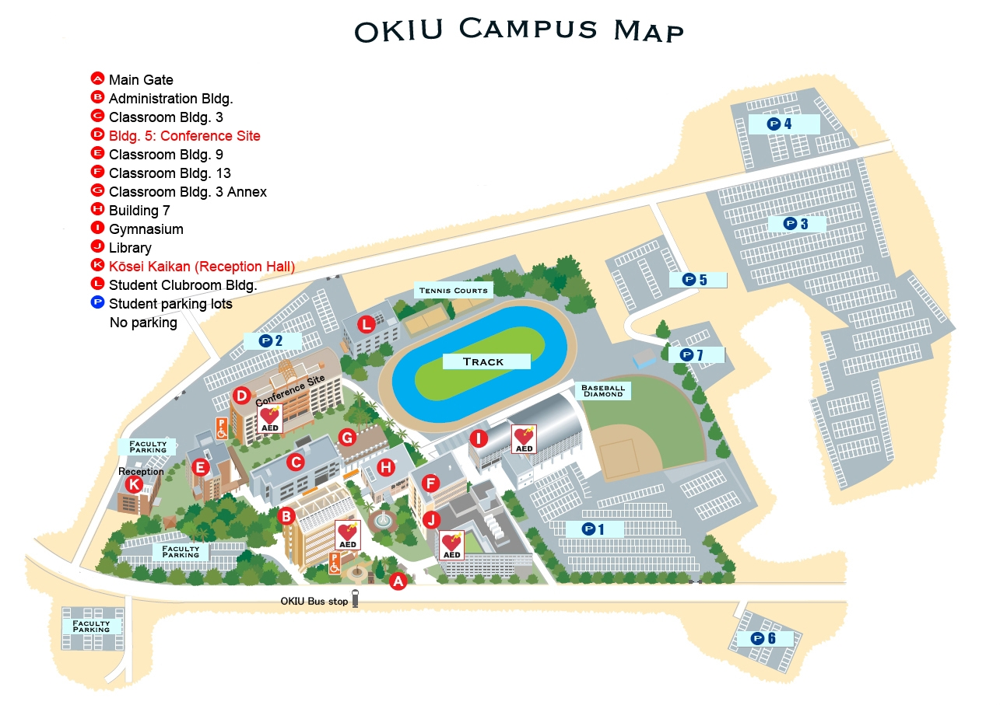 OKIU Campus Map
A Main Gate
B Administration Bldg.
C Classroom Bldg. 3
D Bldg. 5: Conference Site
E Classroom Bldg. 9
F Classroom Bldg. 13
G Classroom Bldg. 3 Annex
H Building 7
I Gymnasium
J Library
K Kōsei Kaikan (Reception Hall)
L Student Clubroom Bldg.
P Student parking lots
No parking
P 4
P 3
P 5
Tennis Courts
L
P 2
P 7
Track
Baseball
Diamond
D
Conference Site
AED
P
G
I
AED
Faculty
Parking
Reception
K
E
C
H
F
B
J
AED
AED
P 1
Faculty
Parking
P
A
OKIU Bus stop
Faculty
Parking
P 6